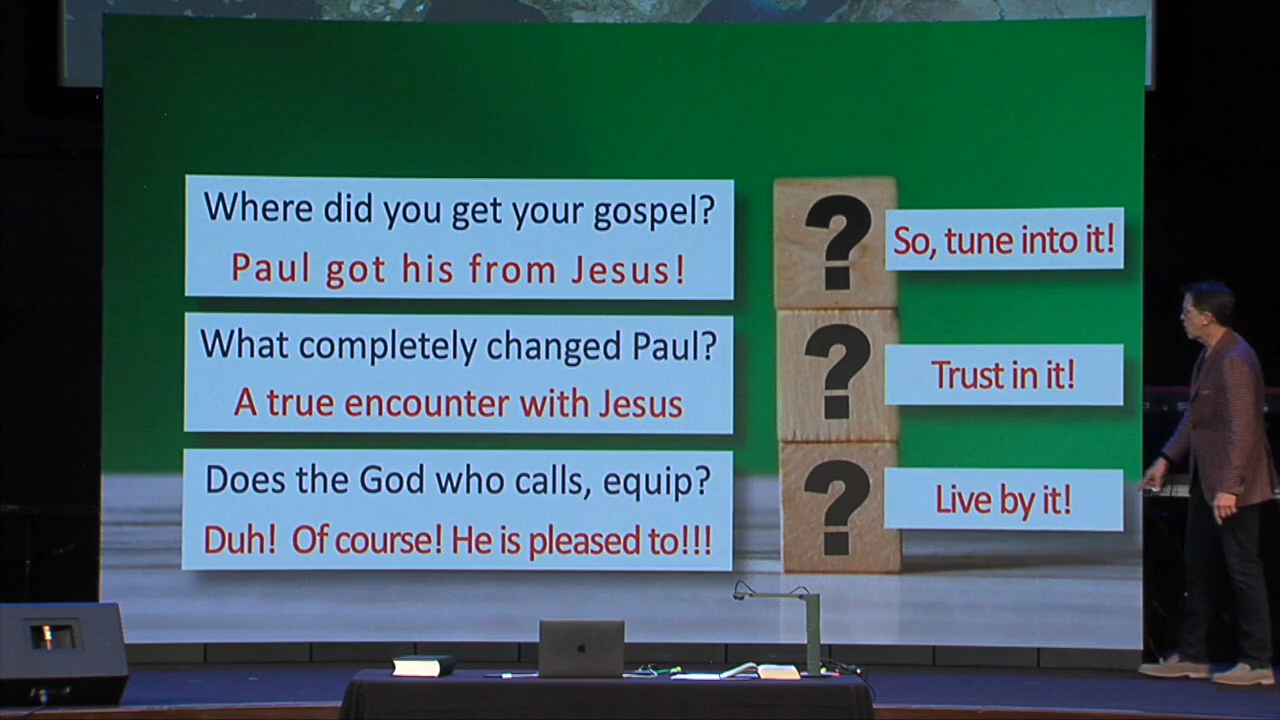 Where did you get your gospel?
Paul got his from Jesus!
?
So, tune into it!
What completely changed Paul?
A true encounter with Jesus
?
Trust in it!
Does the God who calls, equip?
Duh! Of course! He is pleased to!!!
?
Live by it!